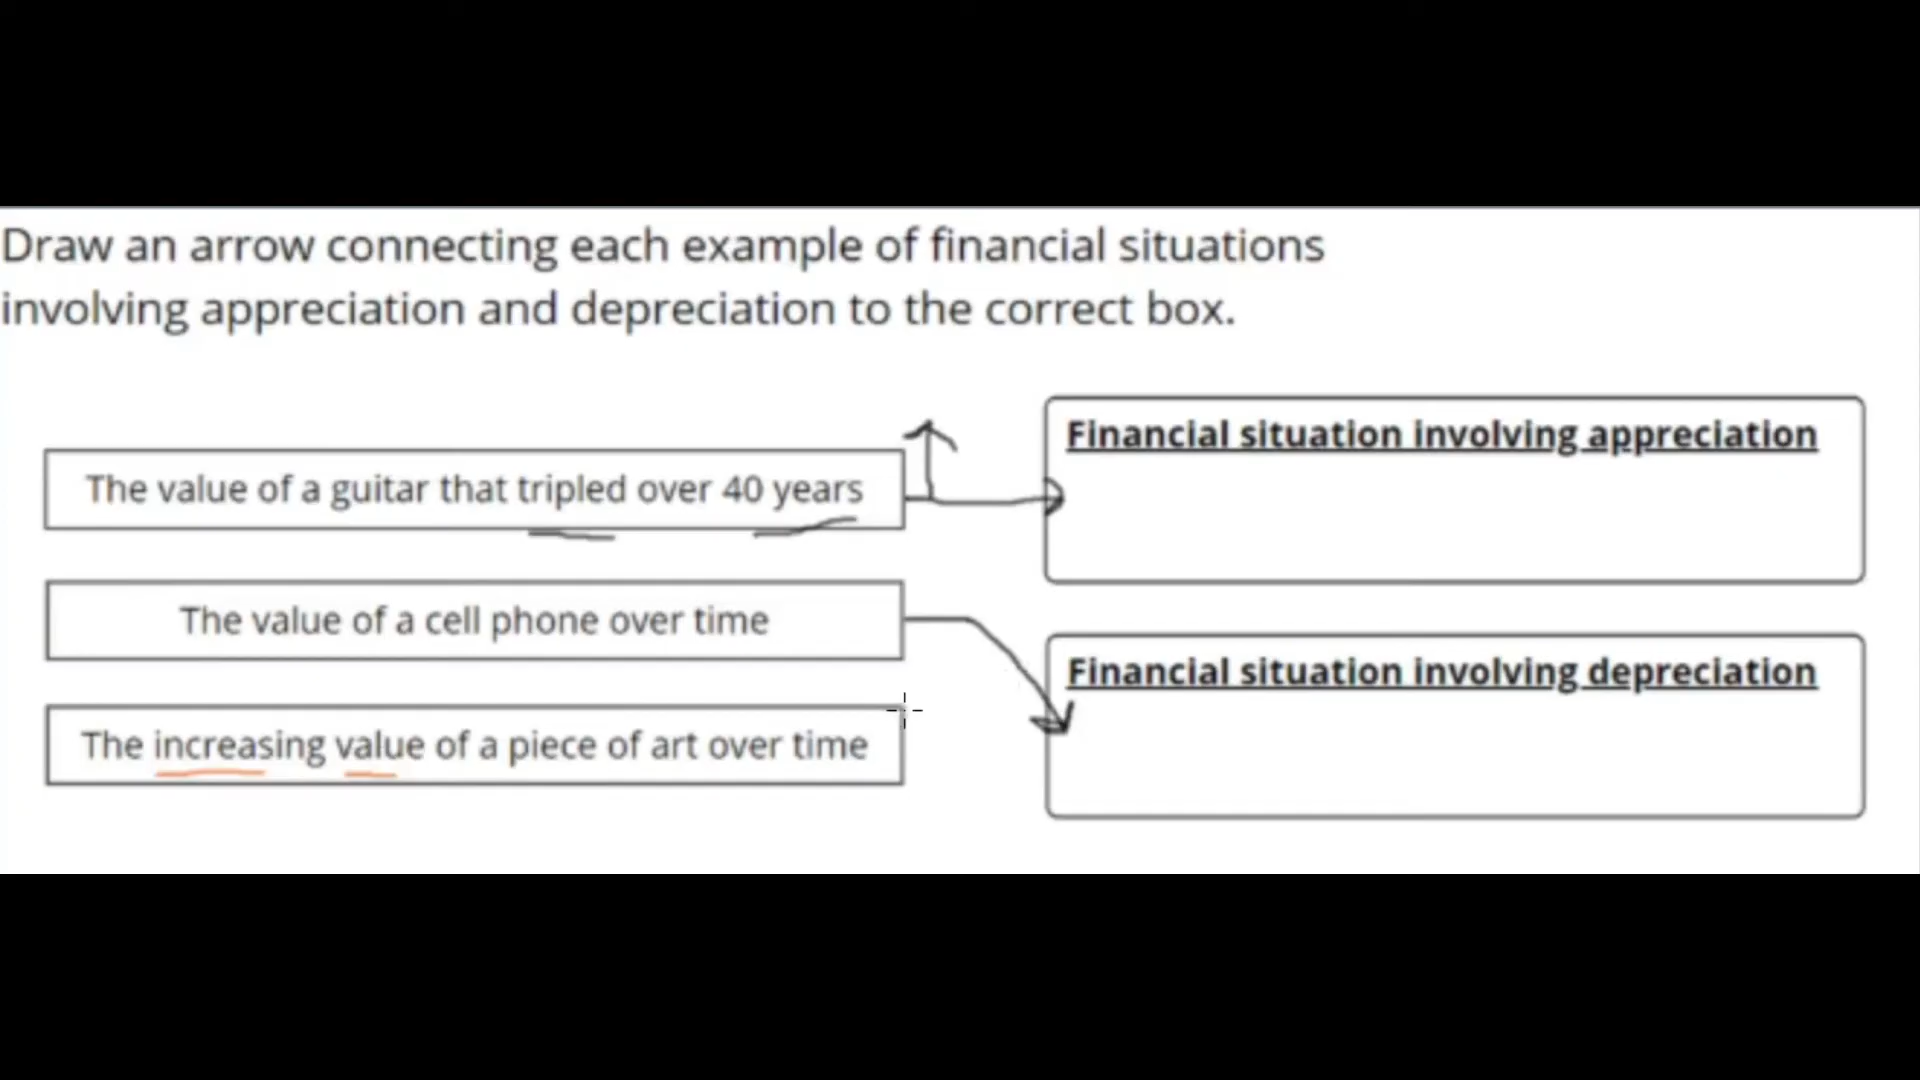 Draw an arrow connecting each example of financial situations
involving appreciation and depreciation to the correct box.
Financial situation involving appreciation
The value of a guitar that tripled over 40 years
The value of a cell phone over time
Financial situation involving depreciation
The increasing value of a piece of art over time